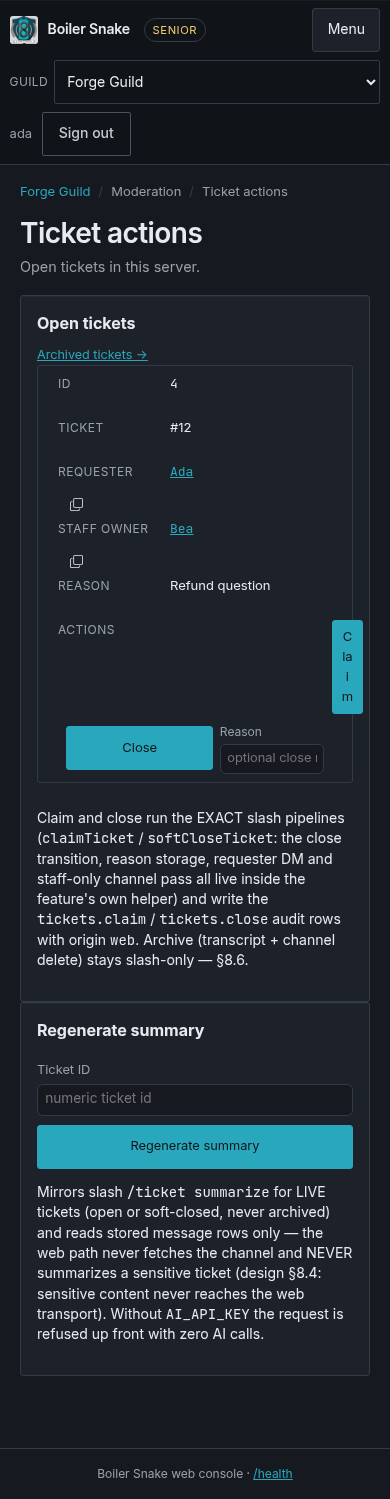 Boiler Snake SENIOR Menu
GUILD Forge Guild
ada Sign out
Forge Guild / Moderation / Ticket actions
Ticket actions
Open tickets in this server.
Open tickets
Archived tickets →
ID 4
TICKET #12
REQUESTER Ada
STAFF OWNER Bea
REASON Refund question
ACTIONS
C
la
i
m
Close
Reason
optional close r
Claim and close run the EXACT slash pipelines
(claimTicket / softCloseTicket: the close
transition, reason storage, requester DM and
staff-only channel pass all live inside the
feature's own helper) and write the
tickets.claim / tickets.close audit rows
with origin web. Archive (transcript + channel
delete) stays slash-only — §8.6.
Regenerate summary
Ticket ID
numeric ticket id
Regenerate summary
Mirrors slash /ticket summarize for LIVE
tickets (open or soft-closed, never archived)
and reads stored message rows only — the
web path never fetches the channel and NEVER
summarizes a sensitive ticket (design §8.4:
sensitive content never reaches the web
transport). Without AI_API_KEY the request is
refused up front with zero AI calls.
Boiler Snake web console · /health